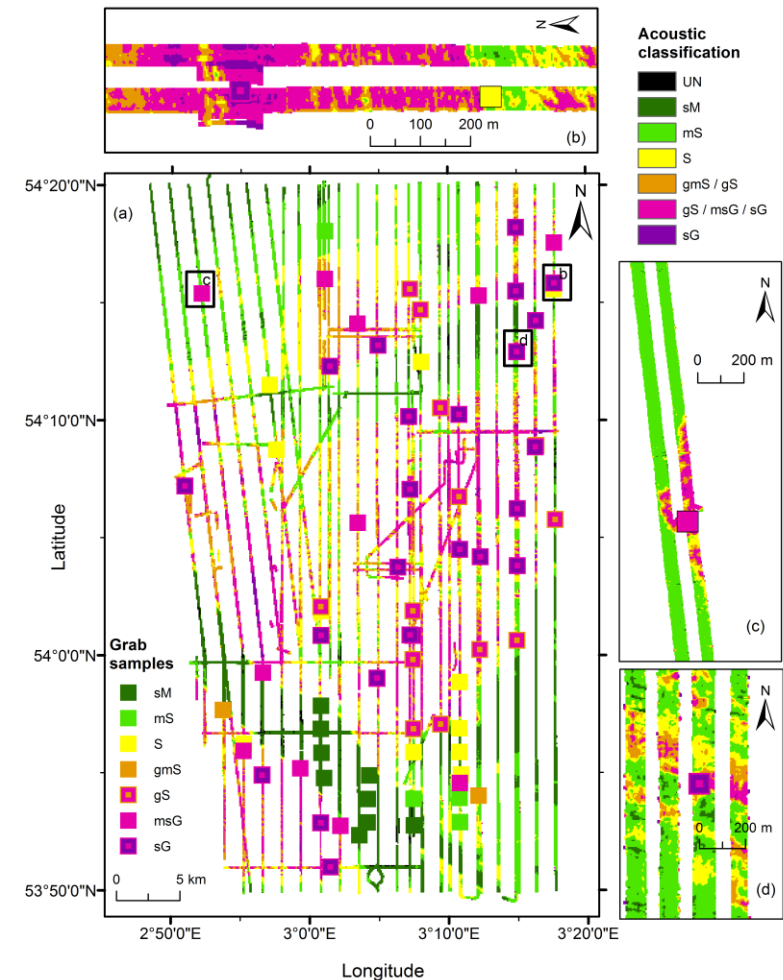 N
0 100 200 m
(b)
Acoustic
classification
UN
sM
mS
S
gmS / gS
gS / msG / sG
sG
54°20'0"N
54°10'0"N
54°0'0"N
53°50'0"N
Latitude
(a)
N
c
b
d
Grab
samples
sM
mS
S
gmS
gS
msG
sG
0 5 km
2°50'0"E 3°0'0"E 3°10'0"E 3°20'0"E
Longitude
N
0 200 m
(c)
N
0 200 m
(d)